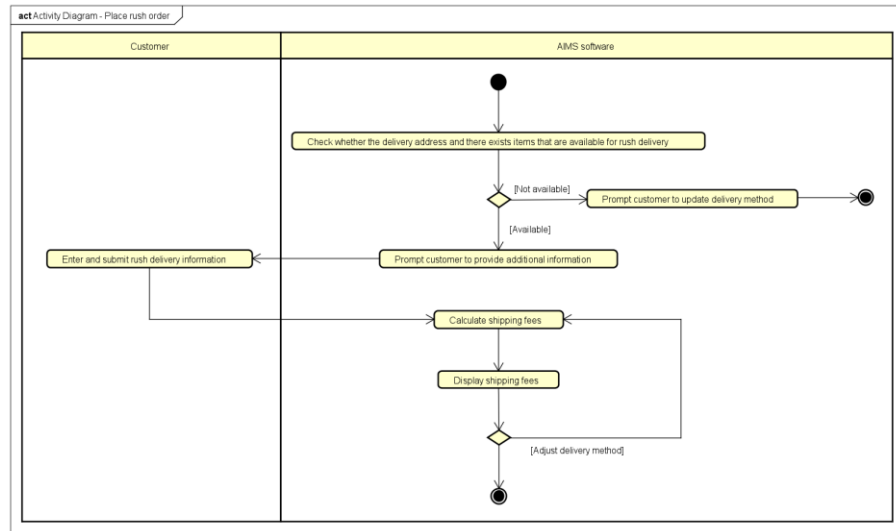 act Activity Diagram - Place rush order
Customer
AIMS software
Check whether the delivery address and there exists items that are available for rush delivery
[Not available]
Prompt customer to update delivery method
[Available]
Enter and submit rush delivery information
Prompt customer to provide additional information
Calculate shipping fees
Display shipping fees
[Adjust delivery method]